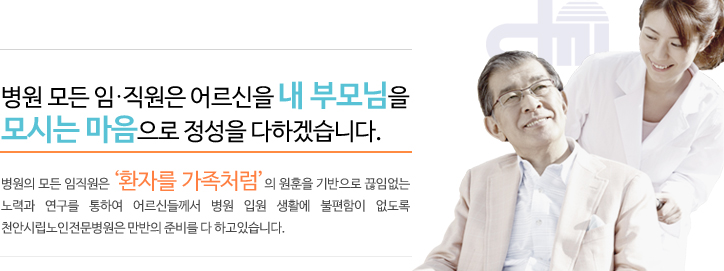 병원 모든 임·직원은 어르신을 내 부모님을
모시는 마음으로 정성을 다하겠습니다.
병원의 모든 임직원은 ‘환자를 가족처럼’ 의 원훈을 기반으로 끊임없는
노력과 연구를 통하여 어르신들께서 병원 입원 생활에 불편함이 없도록
천안시립노인전문병원은 만반의 준비를 다 하고있습니다.